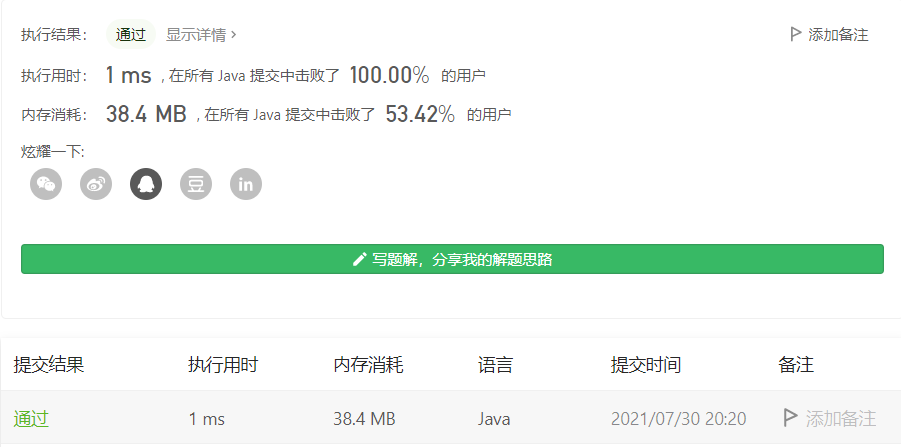 执行结果： 通过 显示详情 › 添加备注
执行用时： 1 ms , 在所有 Java 提交中击败了 100.00% 的用户
内存消耗： 38.4 MB , 在所有 Java 提交中击败了 53.42% 的用户
炫耀一下:
豆 in
写题解，分享我的解题思路
提交结果 执行用时 内存消耗 语言 提交时间 备注
通过 1 ms 38.4 MB Java 2021/07/30 20:20 添加备注